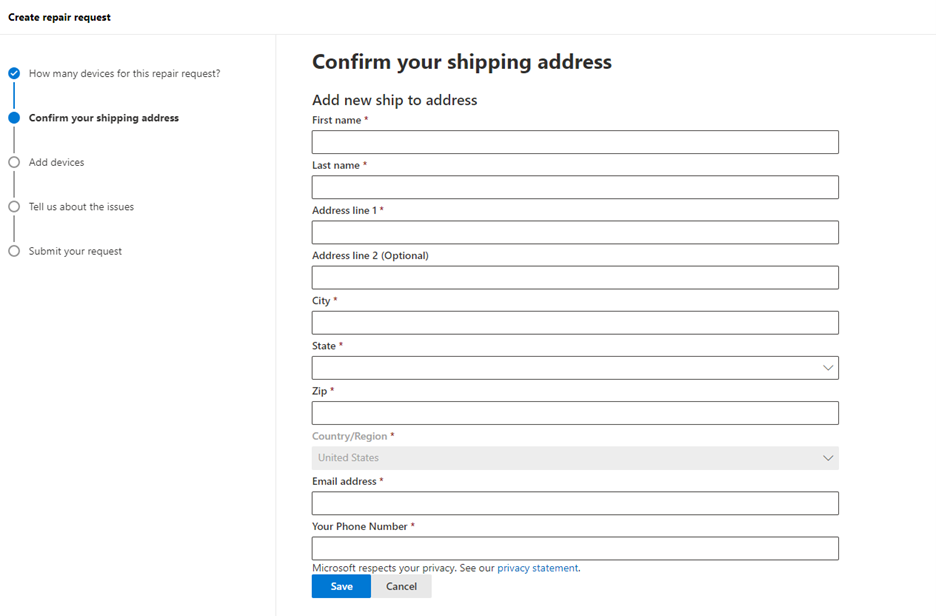 Create repair request
How many devices for this repair request?
Confirm your shipping address
Add devices
Tell us about the issues
Submit your request
Confirm your shipping address
Add new ship to address
First name *
Last name *
Address line 1 *
Address line 2 (Optional)
City *
State *
Zip *
Country/Region *
United States
Email address *
Your Phone Number *
Microsoft respects your privacy. See our privacy statement.
Save Cancel